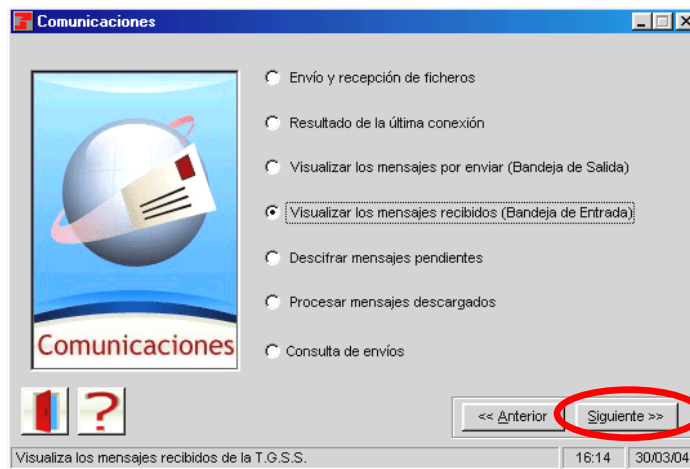 Comunicaciones
Envío y recepción de ficheros
Resultado de la última conexión
Visualizar los mensajes por enviar (Bandeja de Salida)
Visualizar los mensajes recibidos (Bandeja de Entrada)
Descifrar mensajes pendientes
Procesar mensajes descargados
Consulta de envíos
Comunicaciones
?
<< Anterior
Siguiente >>
Visualiza los mensajes recibidos de la T.G.S.S.
16:14
30/03/04